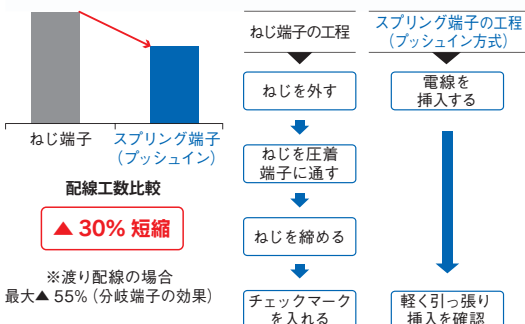 ねじ端子
スプリング端子
（プッシュイン）
配線工数比較
▲ 30% 短縮
※渡り配線の場合
最大▲ 55%（分岐端子の効果）
ねじ端子の工程
ねじを外す
ねじを圧着
端子に通す
ねじを締める
チェックマーク
を入れる
スプリング端子の工程
（プッシュイン方式）
電線を
挿入する
軽く引っ張り
挿入を確認